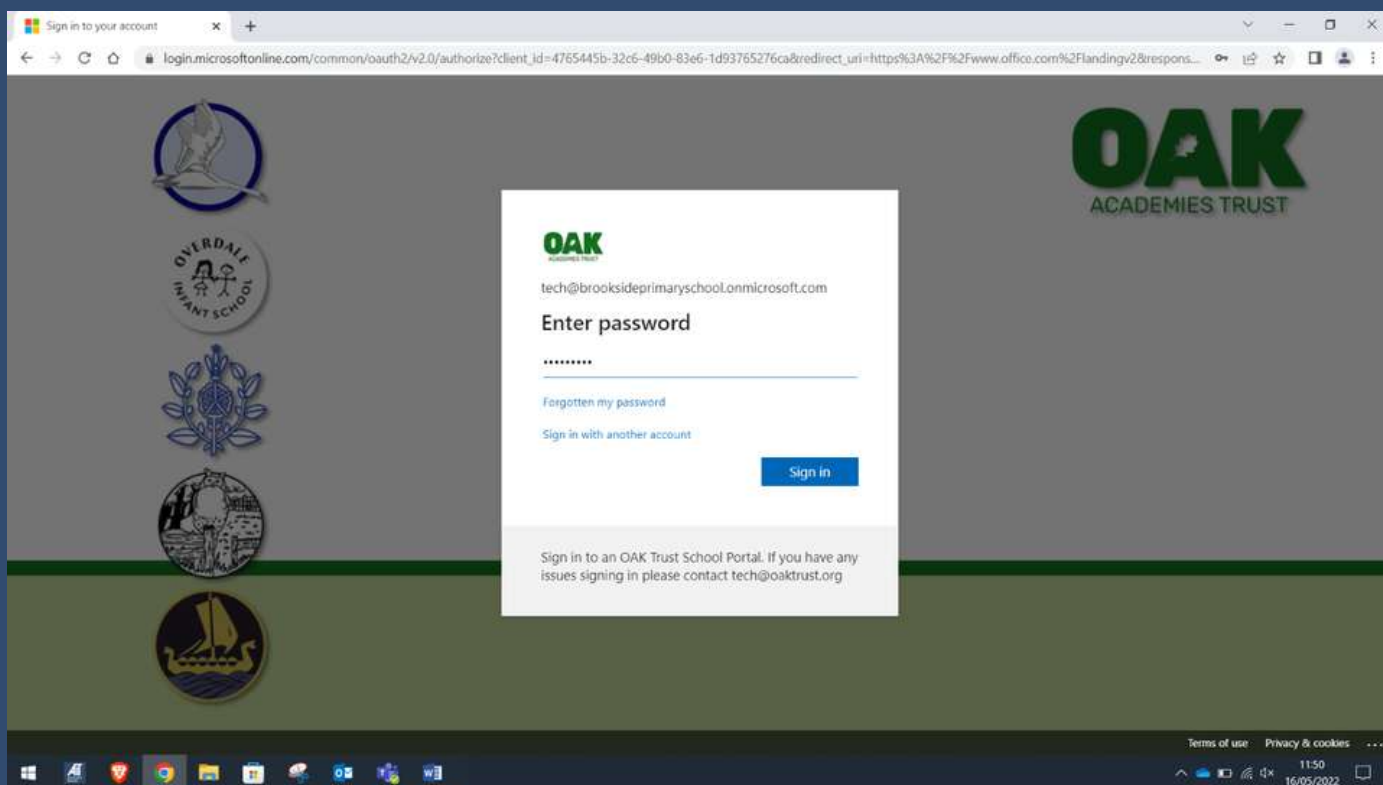 Sign in to your account
login.microsoftonline.com/common/oauth2/v2.0/authorize?client_id=4765445b-32c6-49b0-83e6-1d93765276ca&redirect_uri=https%3A%2F%2Fwww.office.com%2Flandingv2&respons...
OAK
ACADEMIES TRUST
OVERDALE
INFANT SCHOOL
OAK
ACADEMIES TRUST
tech@brooksideprimaryschool.onmicrosoft.com
Enter password
Forgotten my password
Sign in with another account
Sign in
Sign in to an OAK Trust School Portal. If you have any
issues signing in please contact tech@oaktrust.org
Terms of use Privacy & cookies ...
11:50
16/05/2022